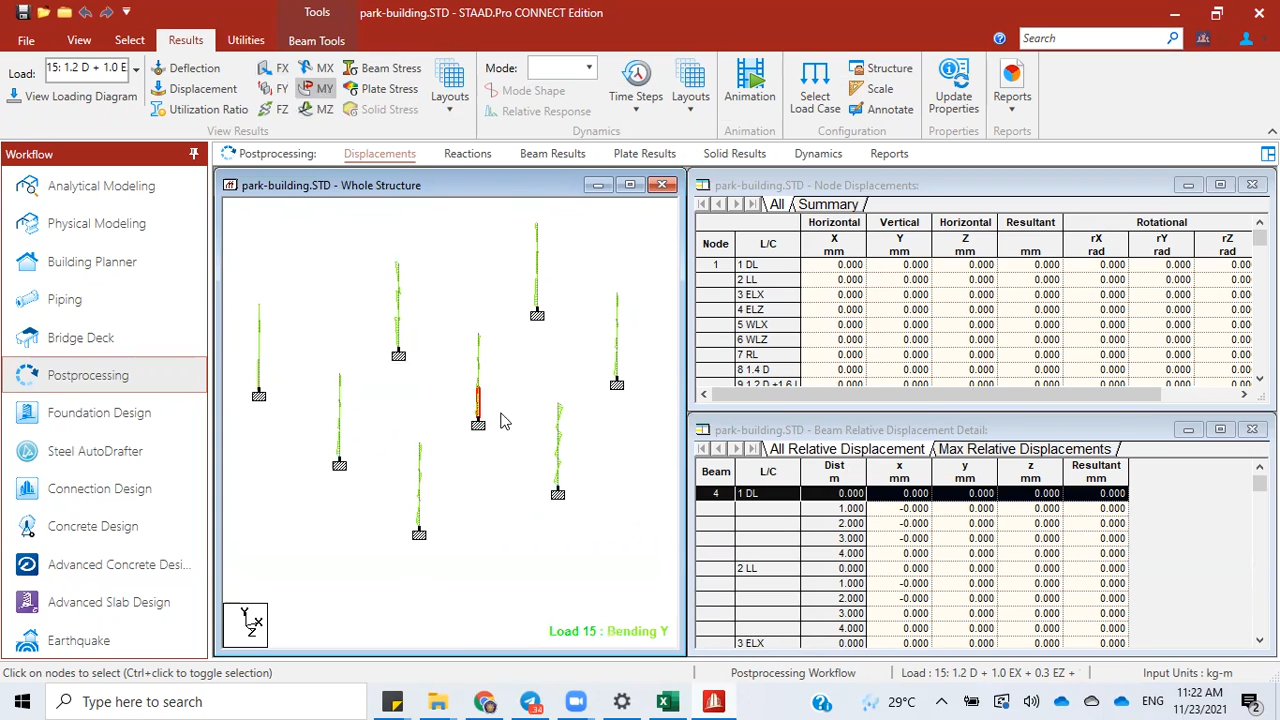 Tools
park-building.STD - STAAD.Pro CONNECT Edition
File View Select Results Utilities Beam Tools Search
Load: 15: 1.2 D + 1.0 E
View Loading Diagram
Deflection
Displacement
Utilization Ratio
FX MX Beam Stress
FY MY Plate Stress
FZ MZ Solid Stress
Layouts
View Results
Mode:
Mode Shape
Relative Response
Time Steps
Layouts
Dynamics
Animation
Animation
Select Load Case
Structure
Scale
Annotate
Configuration
Update Properties
Properties
Reports
Reports
Workflow
Postprocessing: Displacements Reactions Beam Results Plate Results Solid Results Dynamics Reports
Analytical Modeling
Physical Modeling
Building Planner
Piping
Bridge Deck
Postprocessing
Foundation Design
Steel AutoDrafter
Connection Design
Concrete Design
Advanced Concrete Desi...
Advanced Slab Design
Earthquake
park-building.STD - Whole Structure
Y
X
Z
Load 15 : Bending Y
park-building.STD - Node Displacements:
All Summary
Horizontal Vertical Horizontal Resultant Rotational
Node L/C X mm Y mm Z mm mm rX rad rY rad rZ rad
1 1 DL 0.000 0.000 0.000 0.000 0.000 0.000 0.00
2 LL 0.000 0.000 0.000 0.000 0.000 0.000 0.00
3 ELX 0.000 0.000 0.000 0.000 0.000 0.000 0.00
4 ELZ 0.000 0.000 0.000 0.000 0.000 0.000 0.00
5 WLX 0.000 0.000 0.000 0.000 0.000 0.000 0.00
6 WLZ 0.000 0.000 0.000 0.000 0.000 0.000 0.00
7 RL 0.000 0.000 0.000 0.000 0.000 0.000 0.00
8 1.4 D 0.000 0.000 0.000 0.000 0.000 0.000 0.00
park-building.STD - Beam Relative Displacement Detail:
All Relative Displacement Max Relative Displacements
Beam L/C Dist m x mm y mm z mm Resultant mm
4 1 DL 0.000 0.000 0.000 0.000 0.000
1.000 -0.000 0.000 0.000 0.000
2.000 -0.000 0.000 0.000 0.000
3.000 -0.000 0.000 0.000 0.000
4.000 0.000 0.000 0.000 0.000
2 LL 0.000 0.000 0.000 0.000 0.000
1.000 -0.000 0.000 0.000 0.000
2.000 -0.000 0.000 0.000 0.000
3.000 0.000 0.000 0.000 0.000
4.000 0.000 0.000 0.000 0.000
3 ELX 0.000 0.000 0.000 0.000 0.000
Click on nodes to select (Ctrl+click to toggle selection) Postprocessing Workflow Load : 15: 1.2 D + 1.0 EX + 0.3 EZ + Input Units : kg-m
Type here to search
34
29°C
ENG
11:22 AM
11/23/2021
2